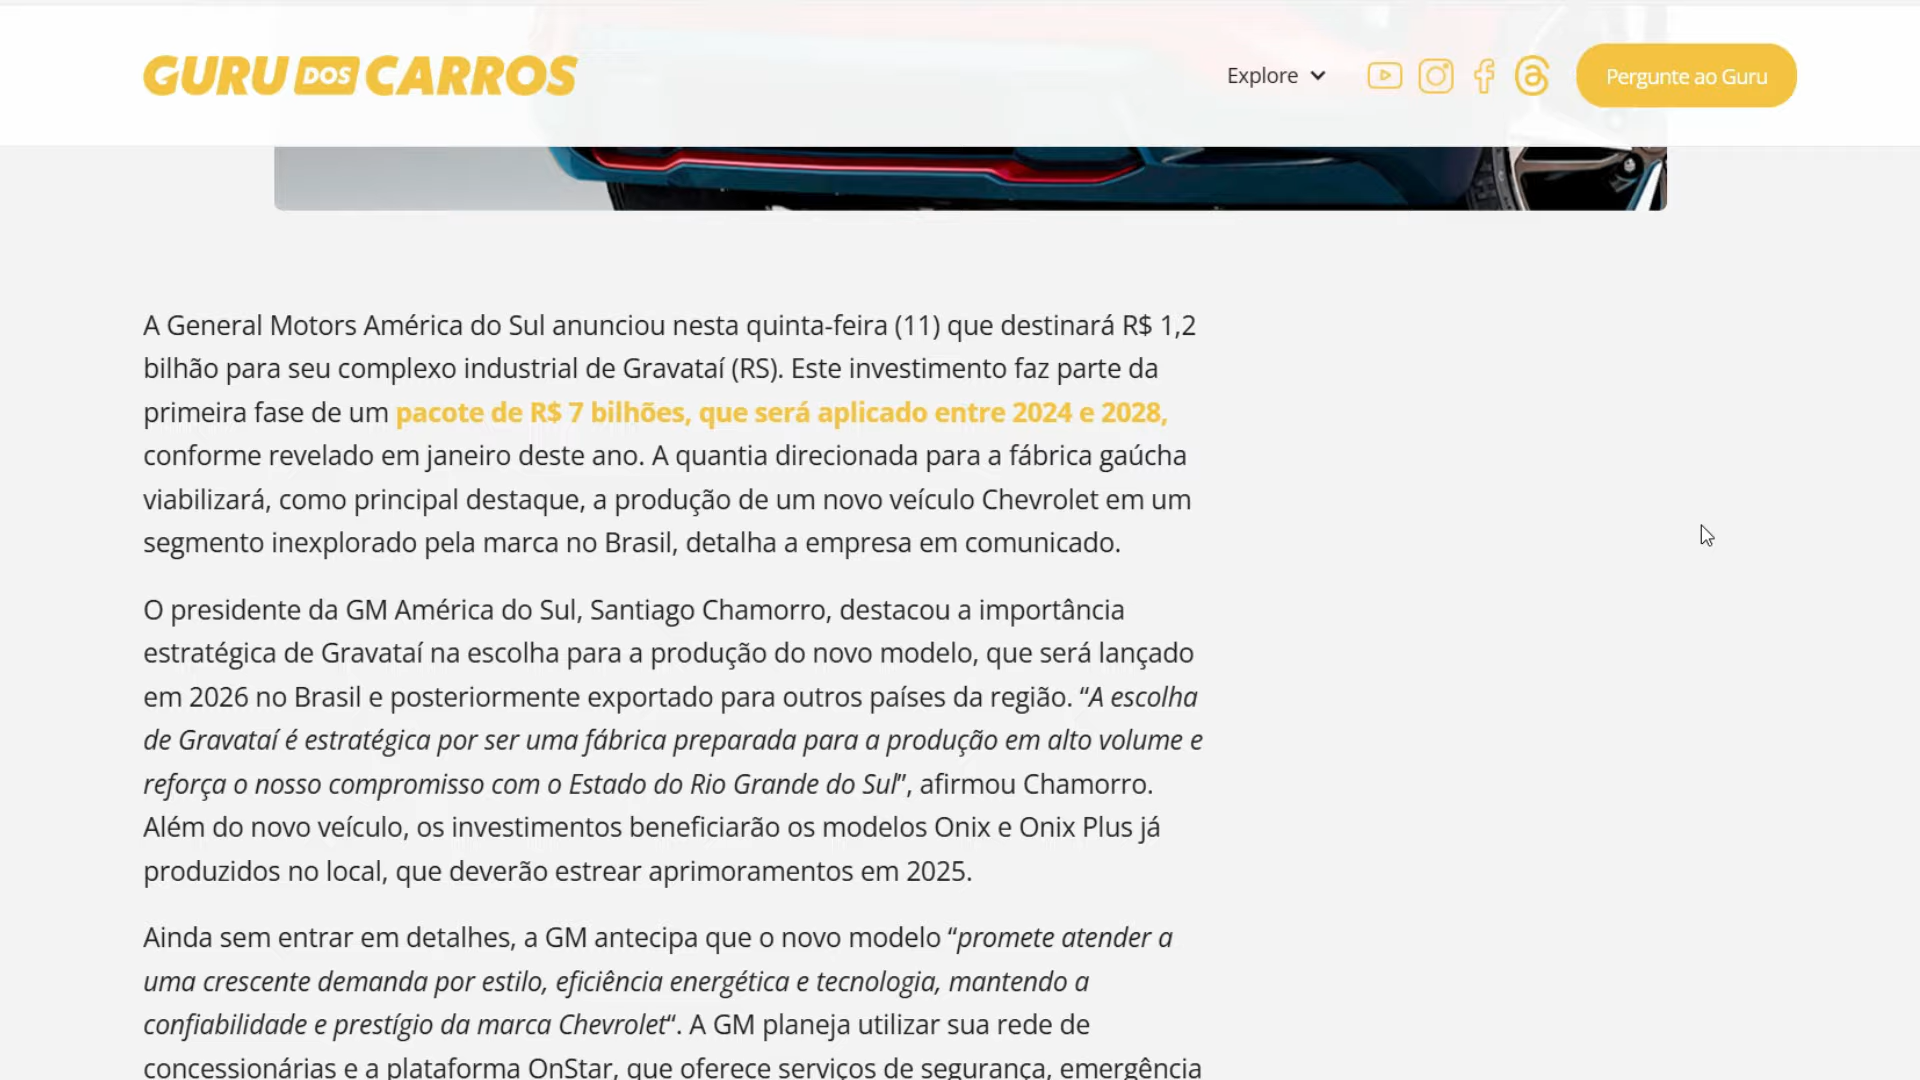 GURU DOS CARROS
Explore
Pergunte ao Guru
A General Motors América do Sul anunciou nesta quinta-feira (11) que destinará R$ 1,2
bilhão para seu complexo industrial de Gravataí (RS). Este investimento faz parte da
primeira fase de um pacote de R$ 7 bilhões, que será aplicado entre 2024 e 2028,
conforme revelado em janeiro deste ano. A quantia direcionada para a fábrica gaúcha
viabilizará, como principal destaque, a produção de um novo veículo Chevrolet em um
segmento inexplorado pela marca no Brasil, detalha a empresa em comunicado.
O presidente da GM América do Sul, Santiago Chamorro, destacou a importância
estratégica de Gravataí na escolha para a produção do novo modelo, que será lançado
em 2026 no Brasil e posteriormente exportado para outros países da região. “A escolha
de Gravataí é estratégica por ser uma fábrica preparada para a produção em alto volume e
reforça o nosso compromisso com o Estado do Rio Grande do Sul”, afirmou Chamorro.
Além do novo veículo, os investimentos beneficiarão os modelos Onix e Onix Plus já
produzidos no local, que deverão estrear aprimoramentos em 2025.
Ainda sem entrar em detalhes, a GM antecipa que o novo modelo “promete atender a
uma crescente demanda por estilo, eficiência energética e tecnologia, mantendo a
confiabilidade e prestígio da marca Chevrolet“. A GM planeja utilizar sua rede de
concessionárias e a plataforma OnStar, que oferece serviços de segurança, emergência